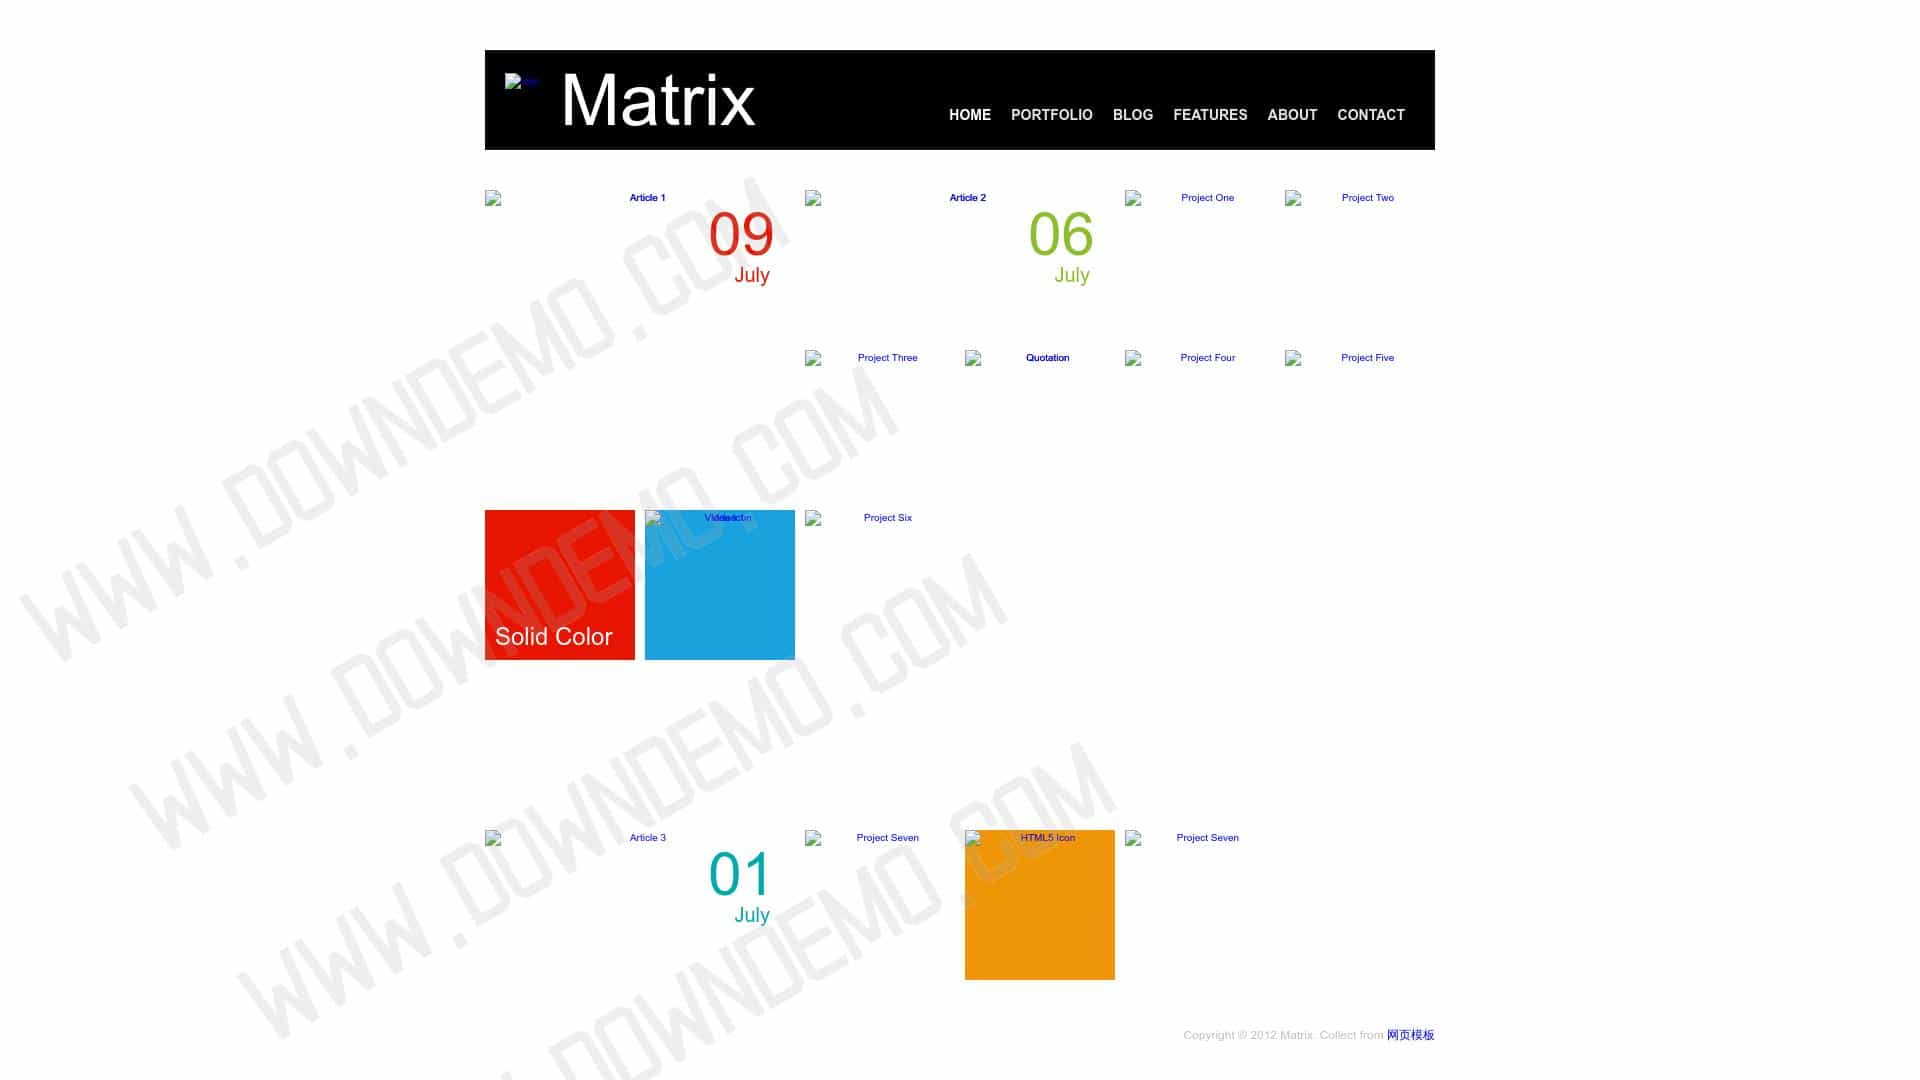 Matrix
HOME PORTFOLIO BLOG FEATURES ABOUT CONTACT
Article 1
09
July
Article 2
06
July
Project One
Project Two
Project Three
Quotation
Project Four
Project Five
Solid Color
Project Six
Article 3
01
July
Project Seven
HTML5 Icon
Project Seven
Copyright © 2012 Matrix. Collect from 网页模板
WWW.DOWNDEMO.COM
WWW.DOWNDEMO.COM
WWW.DOWNDEMO.COM
.DOWNDEMO.COM